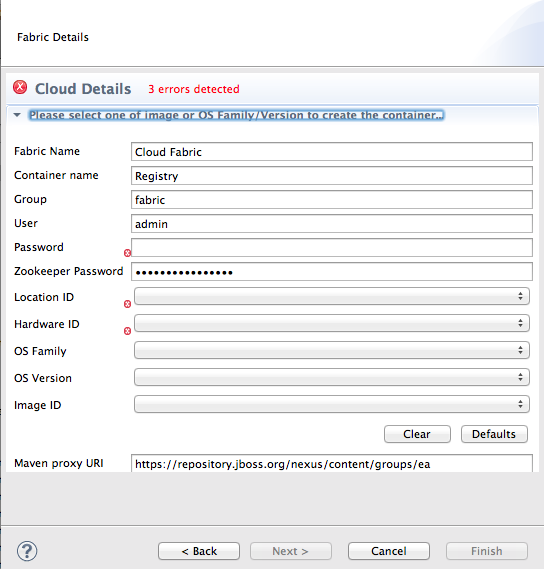 Fabric Details
Cloud Details 3 errors detected
Please select one of image or OS Family/Version to create the container...
Fabric Name Cloud Fabric
Container name Registry
Group fabric
User admin
Password
Zookeeper Password ••••••••••••••••
Location ID
Hardware ID
OS Family
OS Version
Image ID
Clear Defaults
Maven proxy URI https://repository.jboss.org/nexus/content/groups/ea
? < Back Next > Cancel Finish